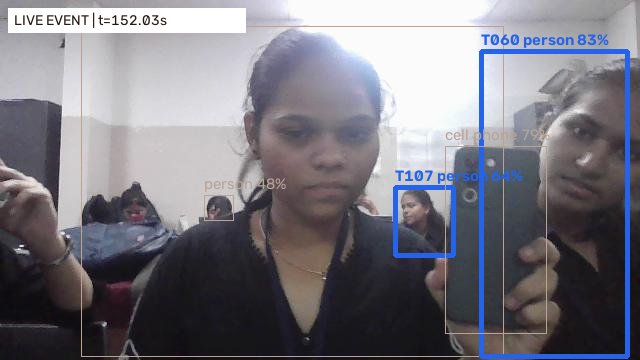 LIVE EVENT | t=152.03s
T060 person 83%
cell phone 79%
T107 person 64%
person 48%